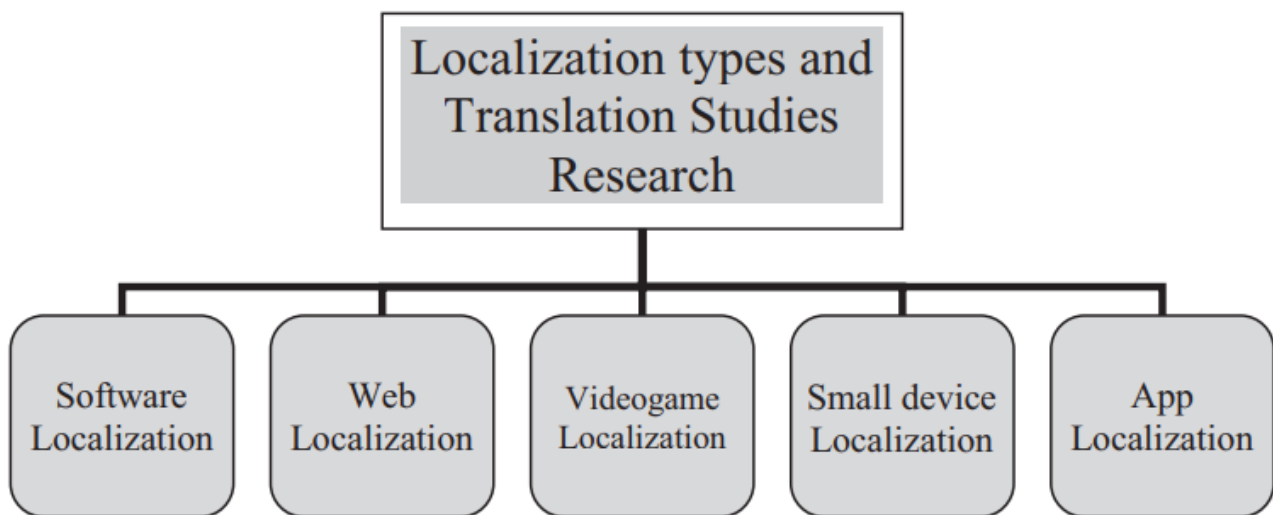 Localization types and
Translation Studies
Research
Software
Localization
Web
Localization
Videogame
Localization
Small device
Localization
App
Localization